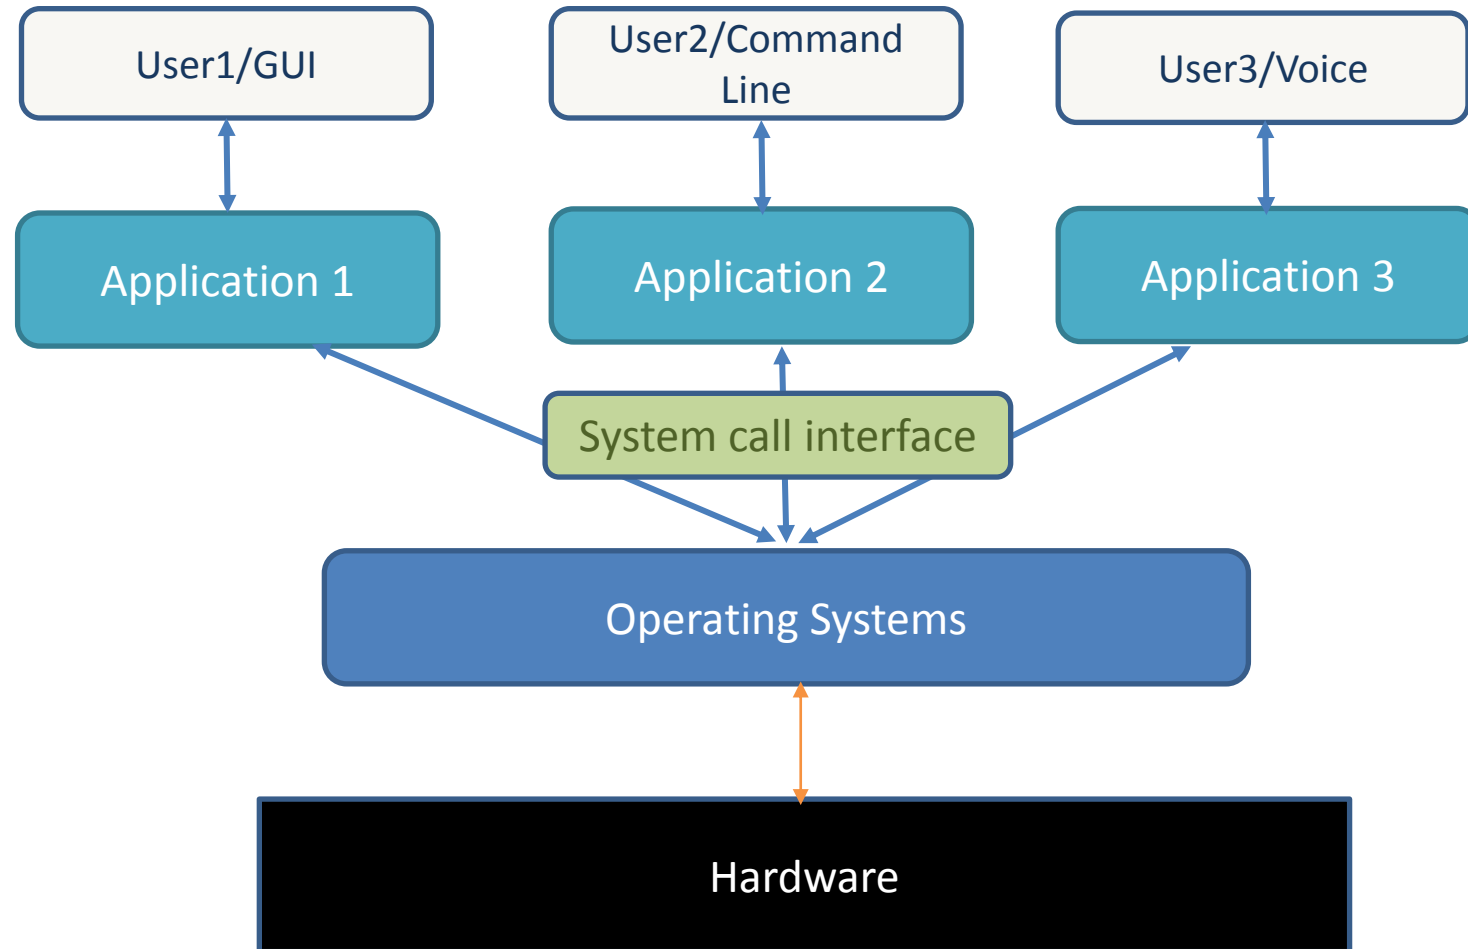 User1/GUI
User2/Command
Line
User3/Voice
Application 1
Application 2
Application 3
System call interface
Operating Systems
Hardware